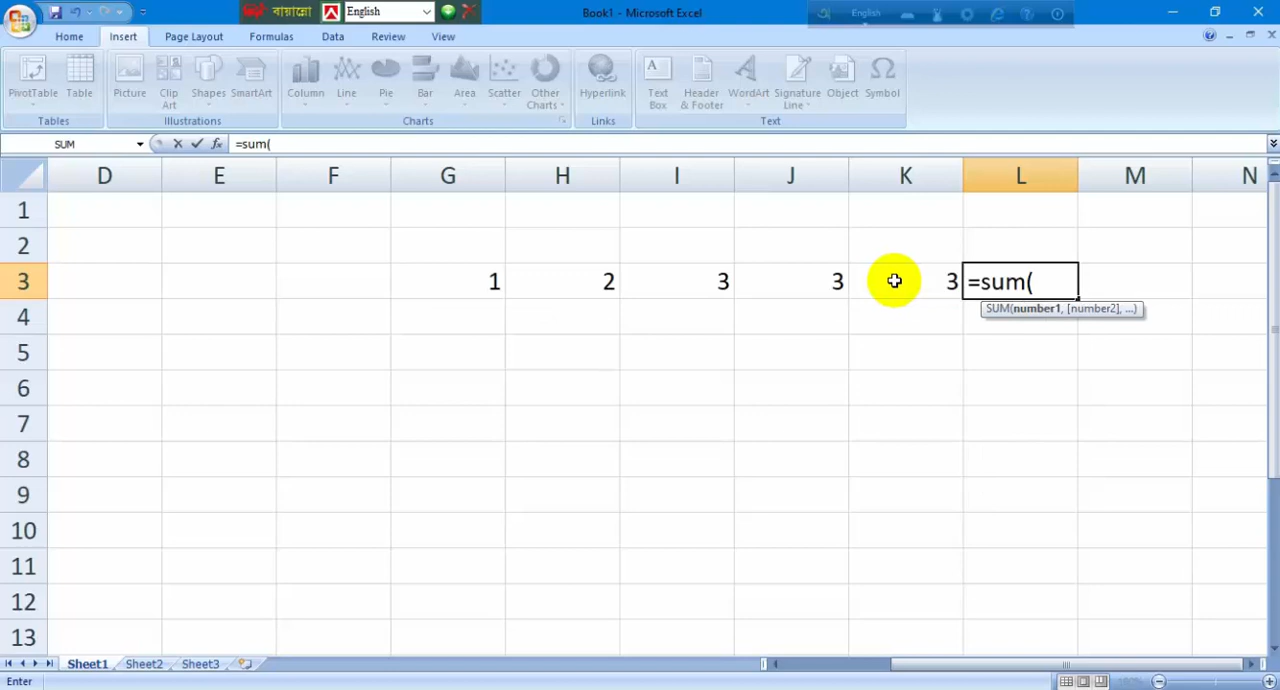 বায়ান্নো English Book1 - Microsoft Excel English
Home Insert Page Layout Formulas Data Review View
PivotTable Table Picture Clip Art Shapes SmartArt Column Line Pie Bar Area Scatter Other Charts Hyperlink Text Box Header & Footer WordArt Signature Line Object Symbol
Tables Illustrations Charts Links Text
SUM fx =sum(
D E F G H I J K L M N
1
2
3 1 2 3 3 3 =sum(
SUM(number1, [number2], ...)
4
5
6
7
8
9
10
11
12
13
Sheet1 Sheet2 Sheet3
Enter 100%